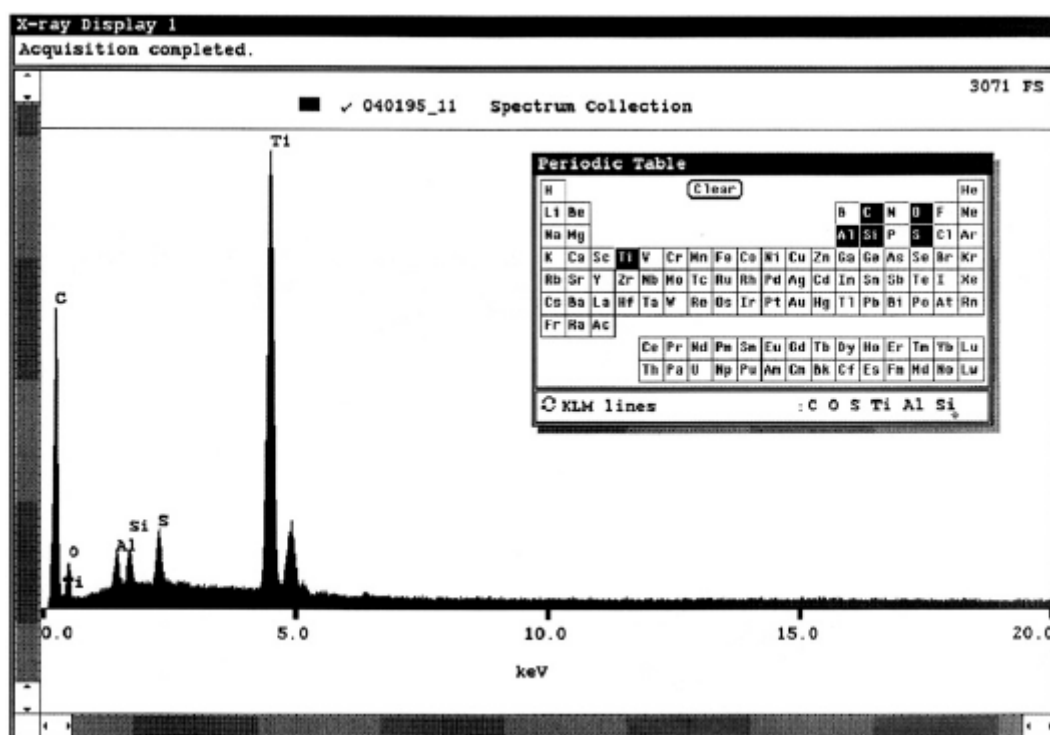 X-ray Display 1
Acquisition completed.
3071 FS
✓ 040195_11 Spectrum Collection
Ti
C
O
Ti
Al
Si
S
0.0 5.0 10.0 15.0 20.0
keV
Periodic Table
Clear
H He
Li Be B C N O F Ne
Na Mg Al Si P S Cl Ar
K Ca Sc Ti V Cr Mn Fe Co Ni Cu Zn Ga Ge As Se Br Kr
Rb Sr Y Zr Nb Mo Tc Ru Rh Pd Ag Cd In Sn Sb Te I Xe
Cs Ba La Hf Ta W Re Os Ir Pt Au Hg Tl Pb Bi Po At Rn
Fr Ra Ac
Ce Pr Nd Pm Sm Eu Gd Tb Dy Ho Er Tm Yb Lu
Th Pa U Np Pu Am Cm Bk Cf Es Fm Md No Lw
KLM lines :C O S Ti Al Si